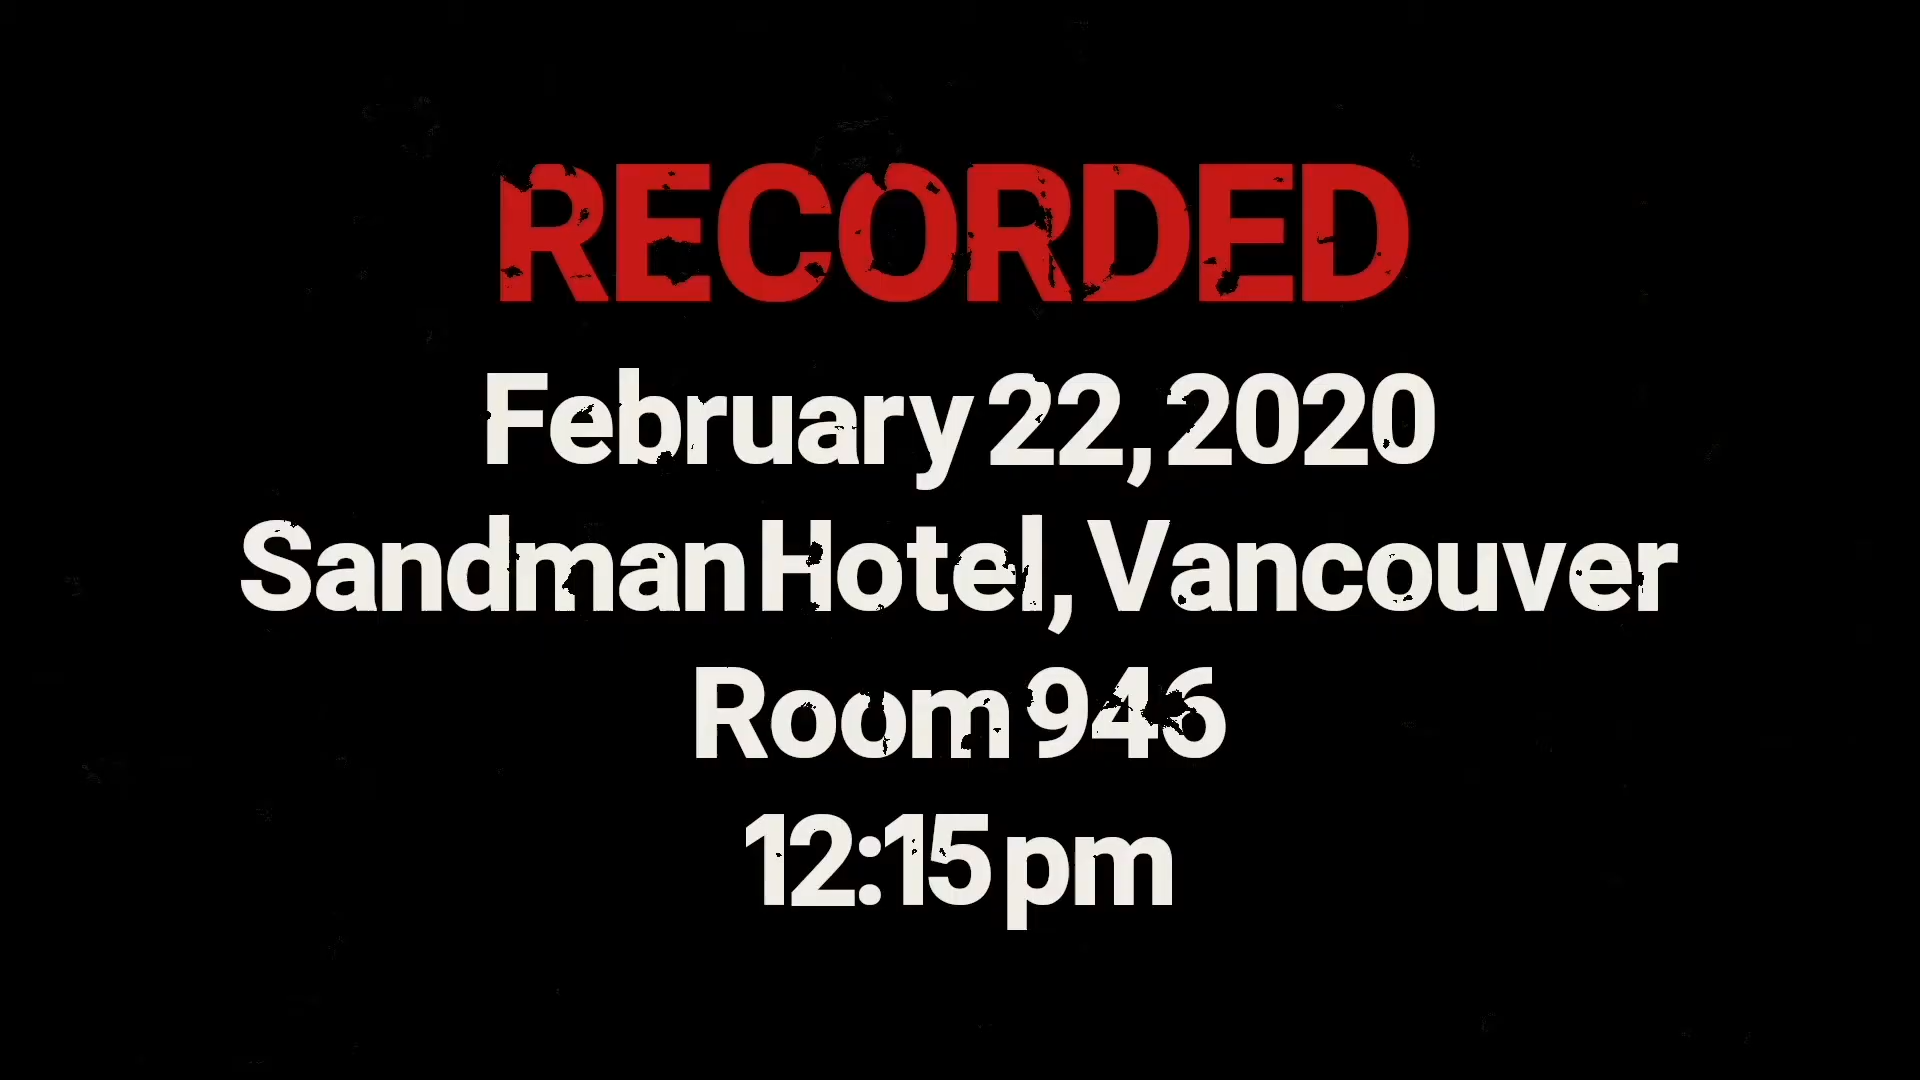 RECORDED
February 22, 2020
Sandman Hotel, Vancouver
Room 946
12:15 pm